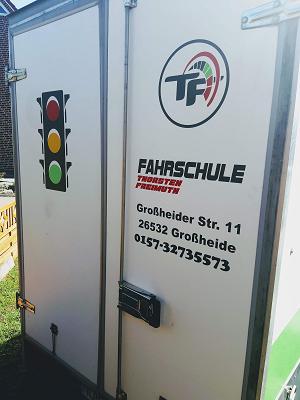 TF
FAHRSCHULE
THORSTEN
FREIMUTH
Großheider Str. 11
26532 Großheide
0157-32735573